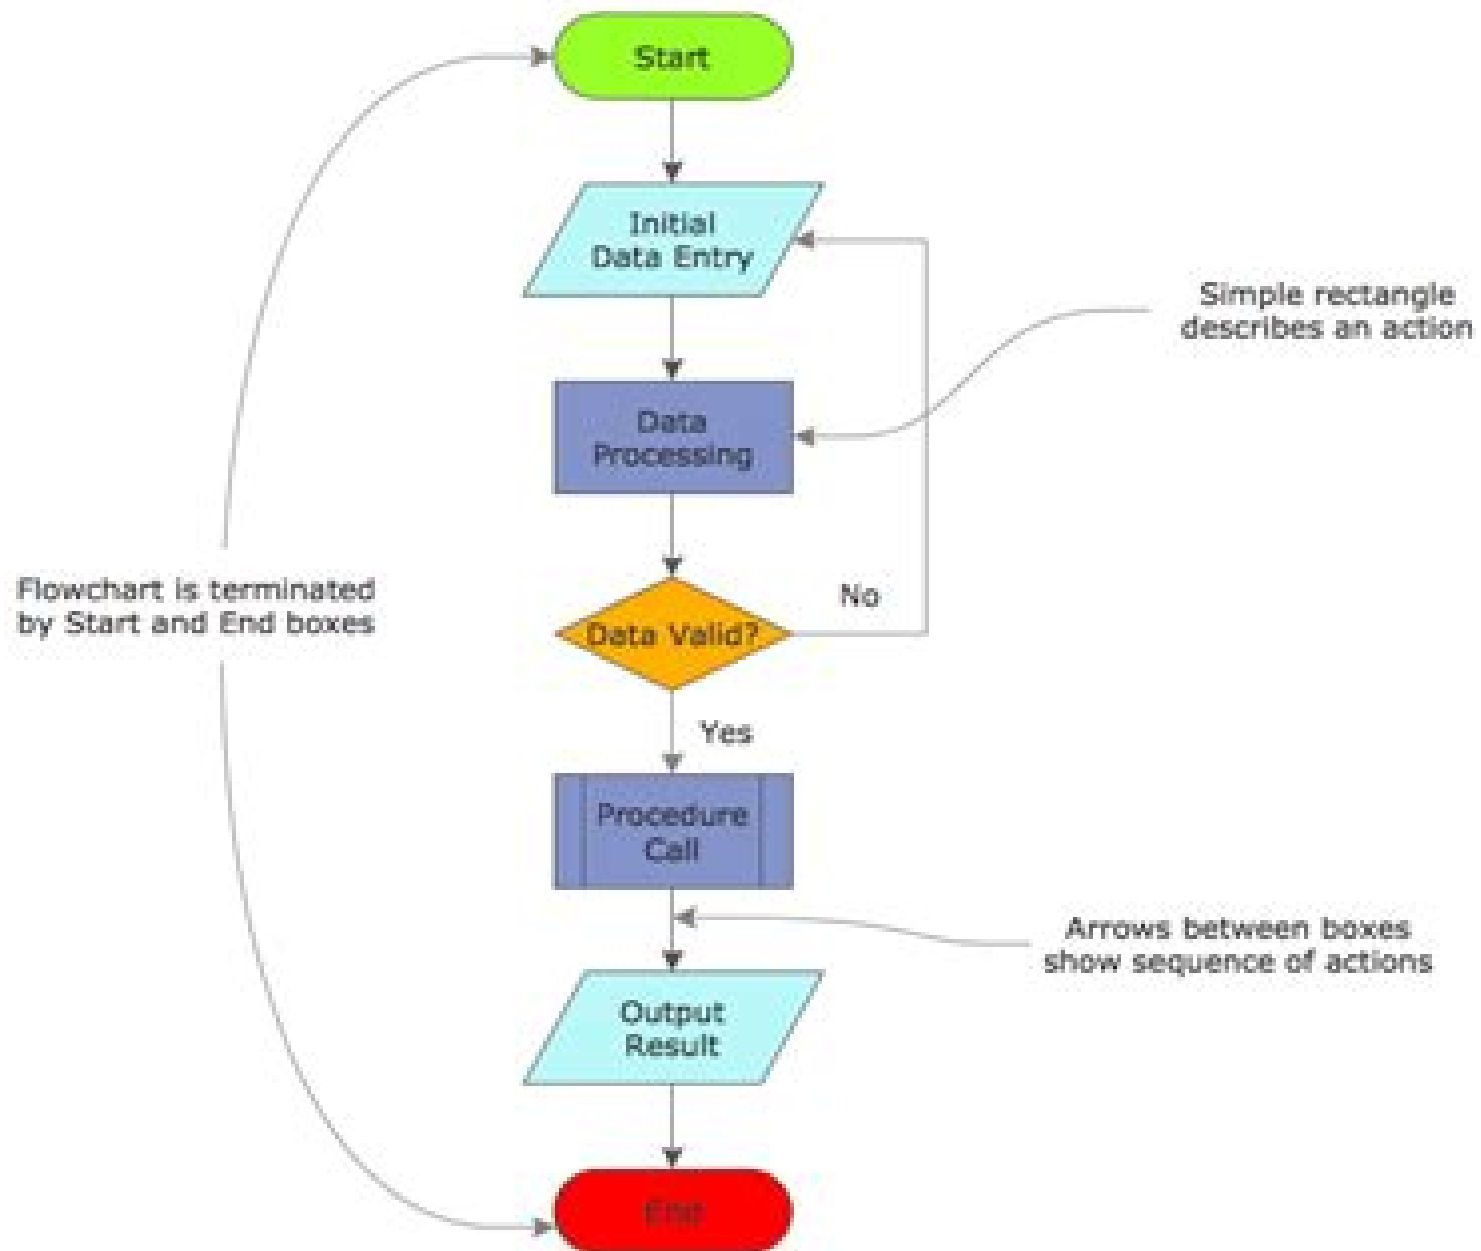 Start
Initial
Data Entry
Simple rectangle
describes an action
Data
Processing
Flowchart is terminated
by Start and End boxes
No
Data Valid?
Yes
Procedure
Call
Arrows between boxes
show sequence of actions
Output
Result
End